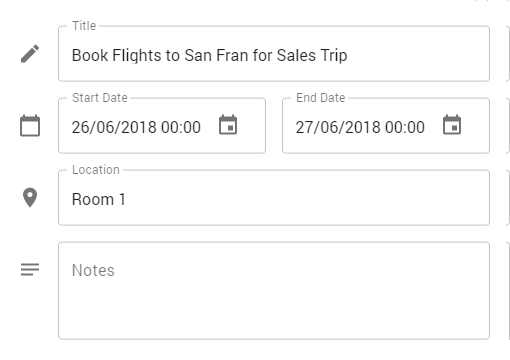 Title
Book Flights to San Fran for Sales Trip
Start Date
26/06/2018 00:00
End Date
27/06/2018 00:00
Location
Room 1
Notes